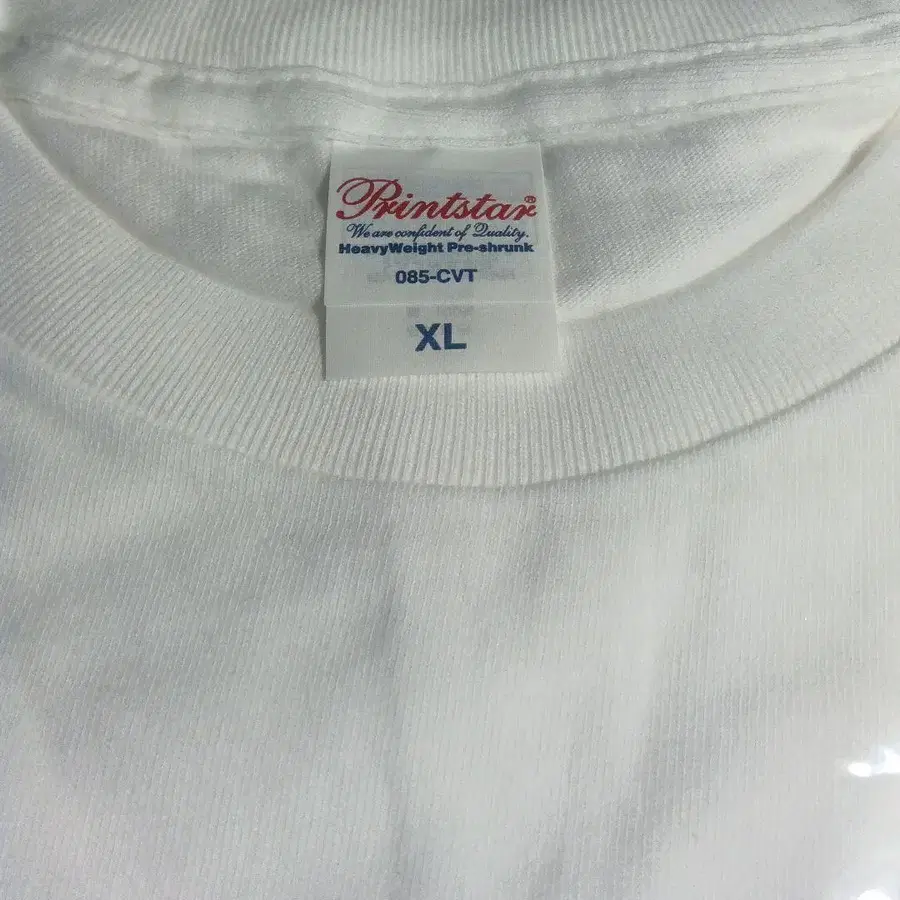 Printstar®
We are confident of Quality.
HeavyWeight Pre-shrunk
085-CVT
XL